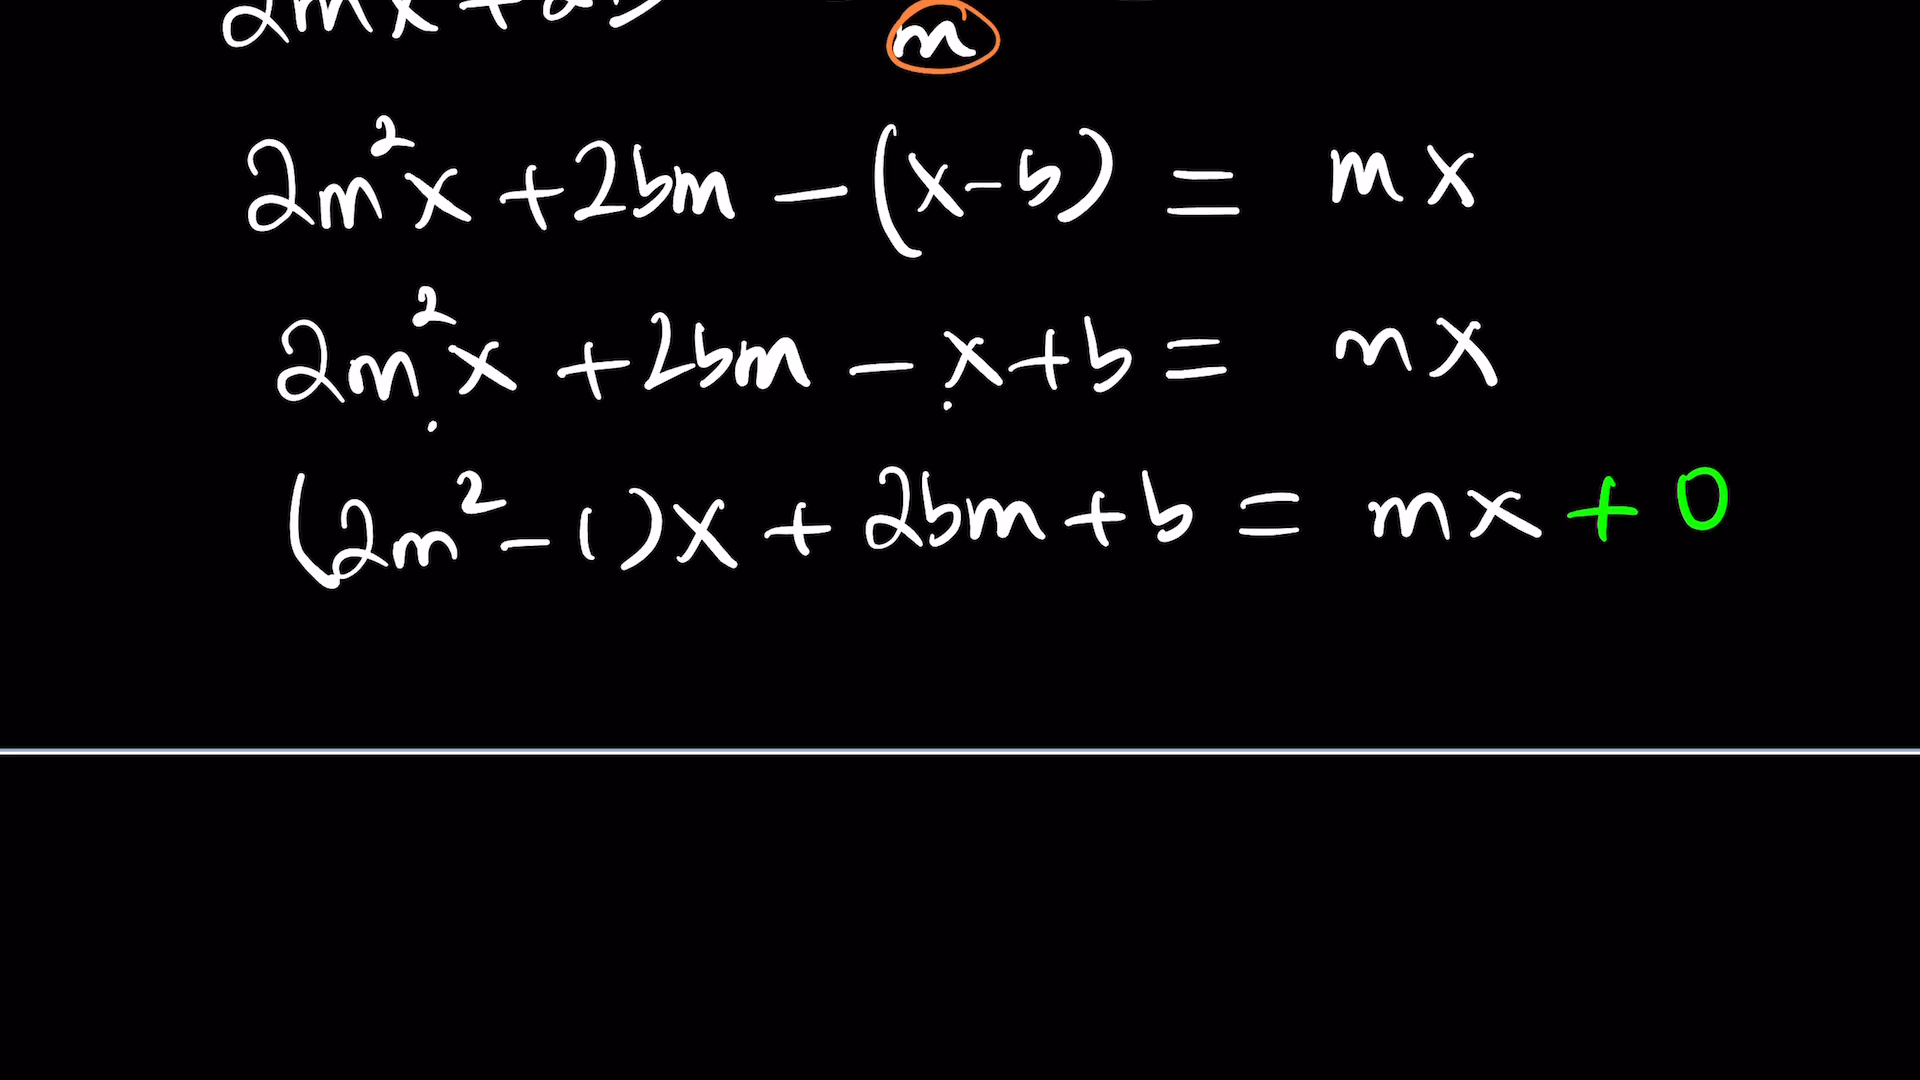 m
2m²x + 2bm - (x-b) = mx
2m²x + 2bm - x + b = mx
(2m² - 1)x + 2bm + b = mx + 0